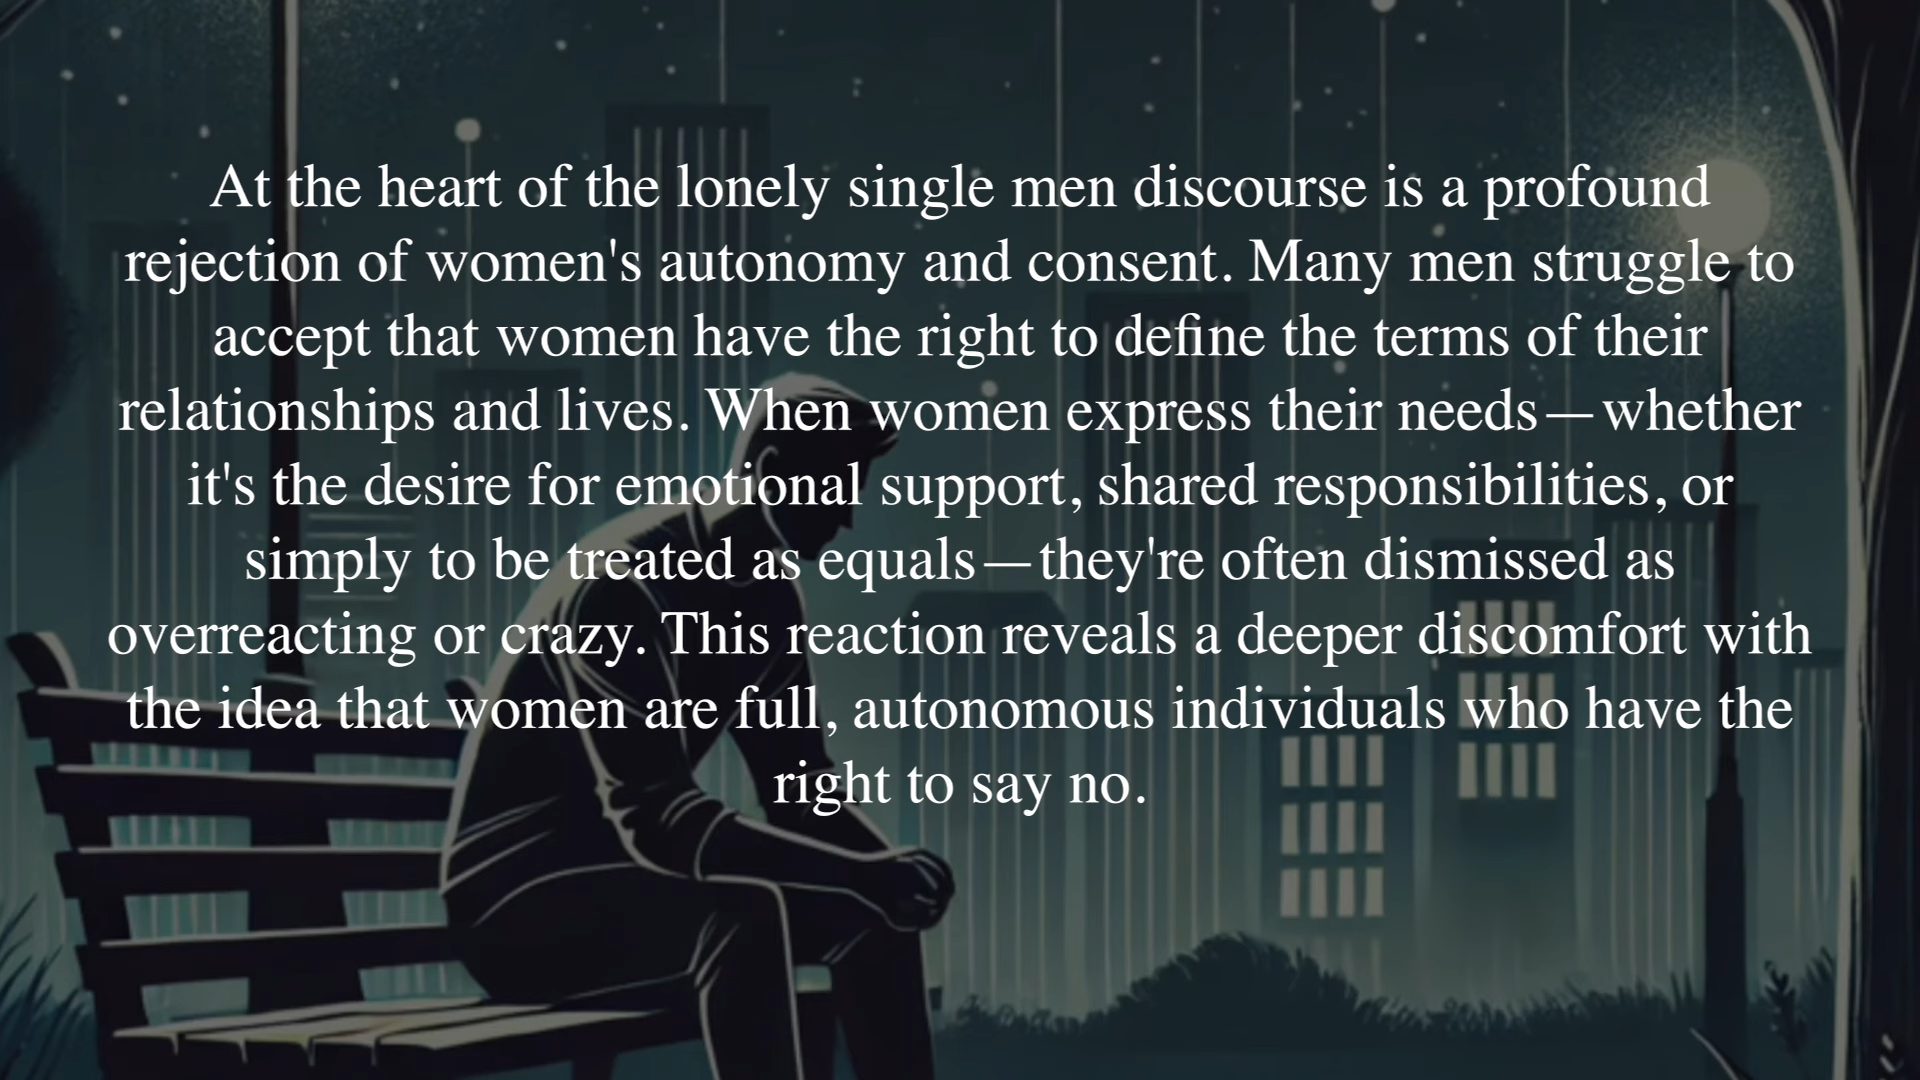 At the heart of the lonely single men discourse is a profound
rejection of women's autonomy and consent. Many men struggle to
accept that women have the right to define the terms of their
relationships and lives. When women express their needs—whether
it's the desire for emotional support, shared responsibilities, or
simply to be treated as equals—they're often dismissed as
overreacting or crazy. This reaction reveals a deeper discomfort with
the idea that women are full, autonomous individuals who have the
right to say no.